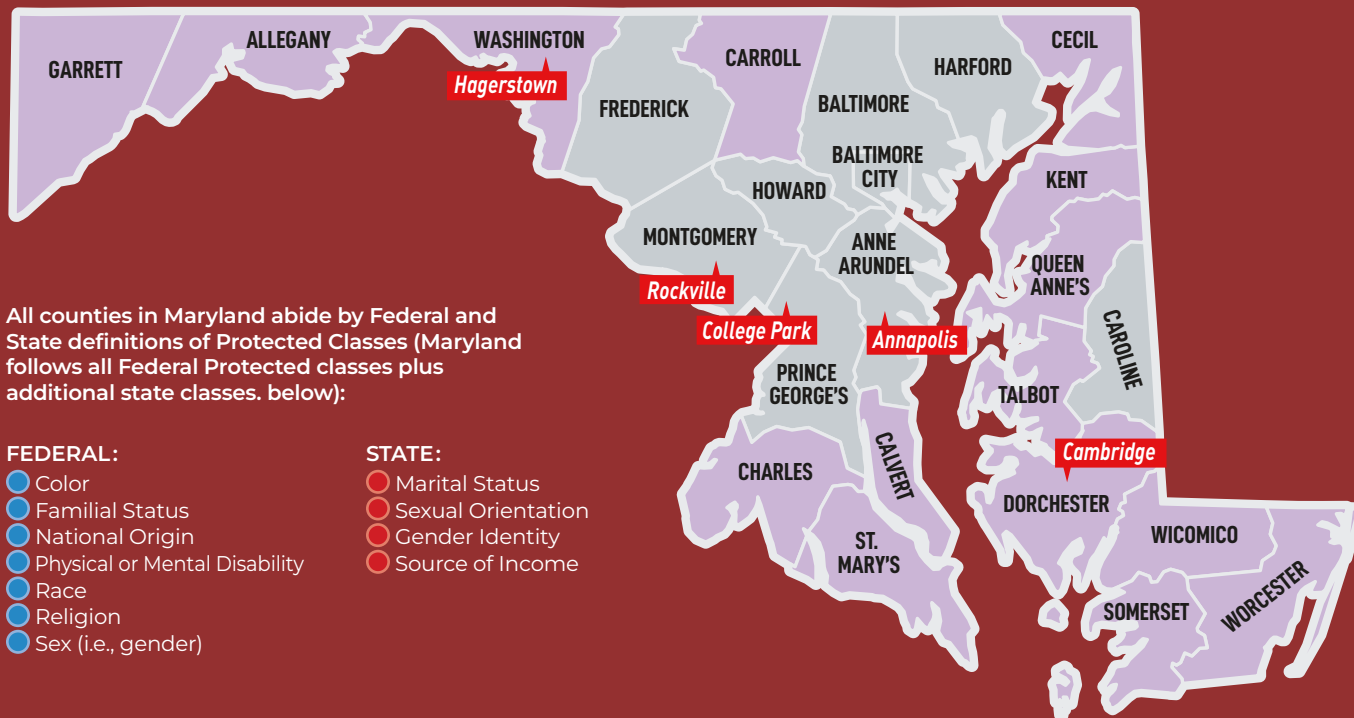 GARRETT
ALLEGANY
WASHINGTON
Hagerstown
FREDERICK
CARROLL
BALTIMORE
HARFORD
CECIL
BALTIMORE
CITY
HOWARD
KENT
MONTGOMERY
ANNE
ARUNDEL
QUEEN
ANNE'S
Rockville
College Park
Annapolis
CAROLINE
PRINCE
GEORGE'S
TALBOT
Cambridge
CHARLES
CALVERT
DORCHESTER
ST.
MARY'S
WICOMICO
SOMERSET
WORCESTER
All counties in Maryland abide by Federal and
State definitions of Protected Classes (Maryland
follows all Federal Protected classes plus
additional state classes. below):
FEDERAL:
Color
Familial Status
National Origin
Physical or Mental Disability
Race
Religion
Sex (i.e., gender)
STATE:
Marital Status
Sexual Orientation
Gender Identity
Source of Income